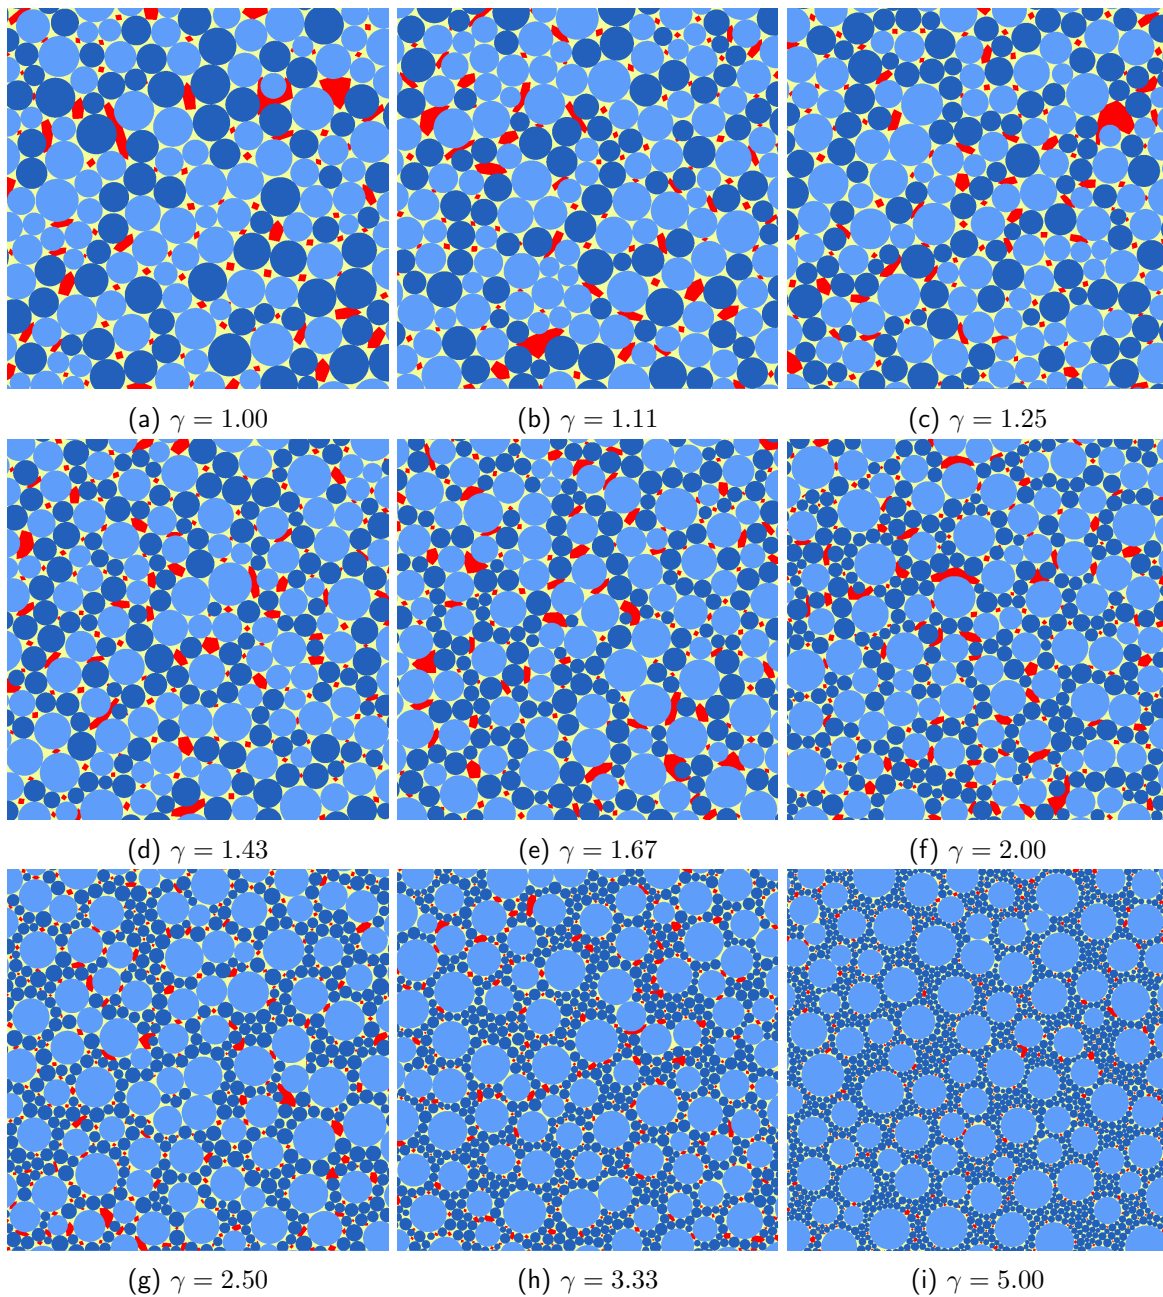 (a) γ = 1.00
(b) γ = 1.11
(c) γ = 1.25
(d) γ = 1.43
(e) γ = 1.67
(f) γ = 2.00
(g) γ = 2.50
(h) γ = 3.33
(i) γ = 5.00